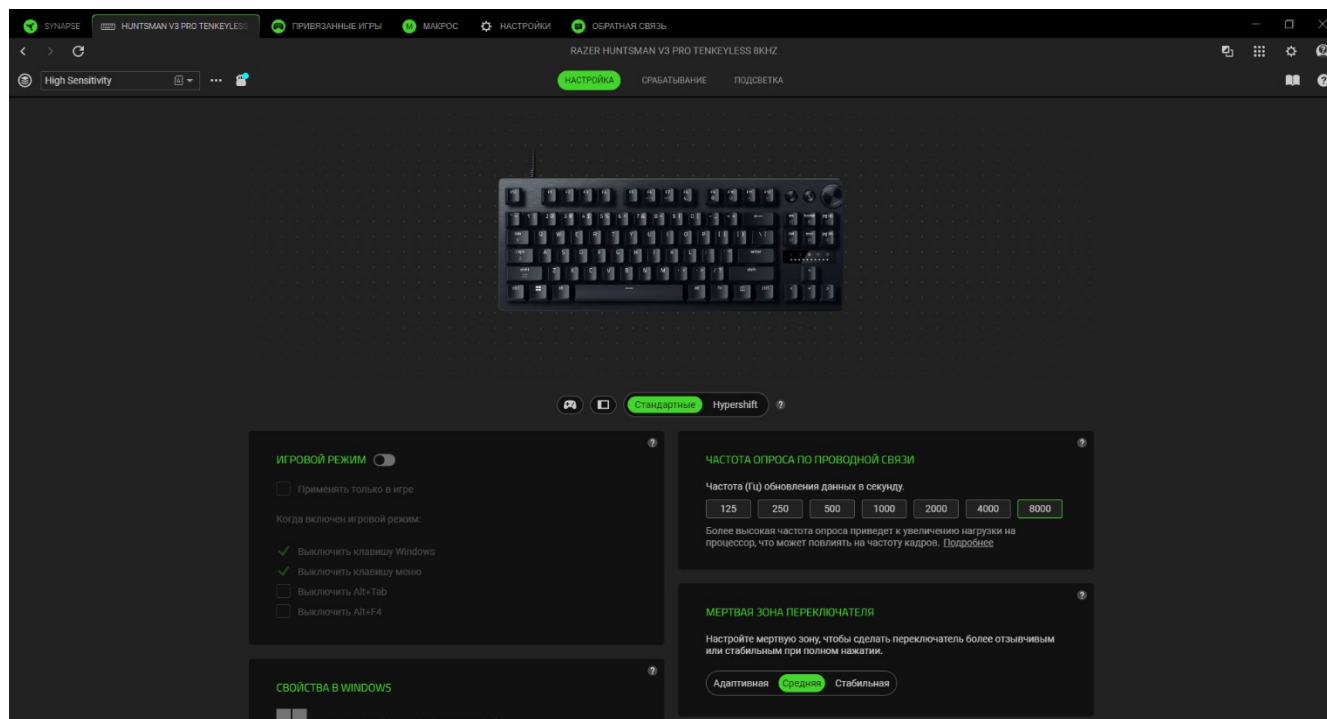 SYNAPSE
HUNTSMAN V3 PRO TENKEYLESS
ПРИВЯЗАННЫЕ ИГРЫ
M МАКРОС
НАСТРОЙКИ
ОБРАТНАЯ СВЯЗЬ
RAZER HUNTSMAN V3 PRO TENKEYLESS 8KHZ
High Sensitivity
НАСТРОЙКА
СРАБАТЫВАНИЕ
ПОДСВЕТКА
Стандартные
Hypershift
?
ИГРОВОЙ РЕЖИМ
Применять только в игре
Когда включен игровой режим:
Выключить клавишу Windows
Выключить клавишу меню
Выключить Alt+Tab
Выключить Alt+F4
СВОЙСТВА В WINDOWS
ЧАСТОТА ОПРОСА ПО ПРОВОДНОЙ СВЯЗИ
Частота (Гц) обновления данных в секунду.
125 250 500 1000 2000 4000 8000
Более высокая частота опроса приведет к увеличению нагрузки на
процессор, что может повлиять на частоту кадров. Подробнее
МЕРТВАЯ ЗОНА ПЕРЕКЛЮЧАТЕЛЯ
Настройте мертвую зону, чтобы сделать переключатель более отзывчивым
или стабильным при полном нажатии.
Адаптивная Средняя Стабильная